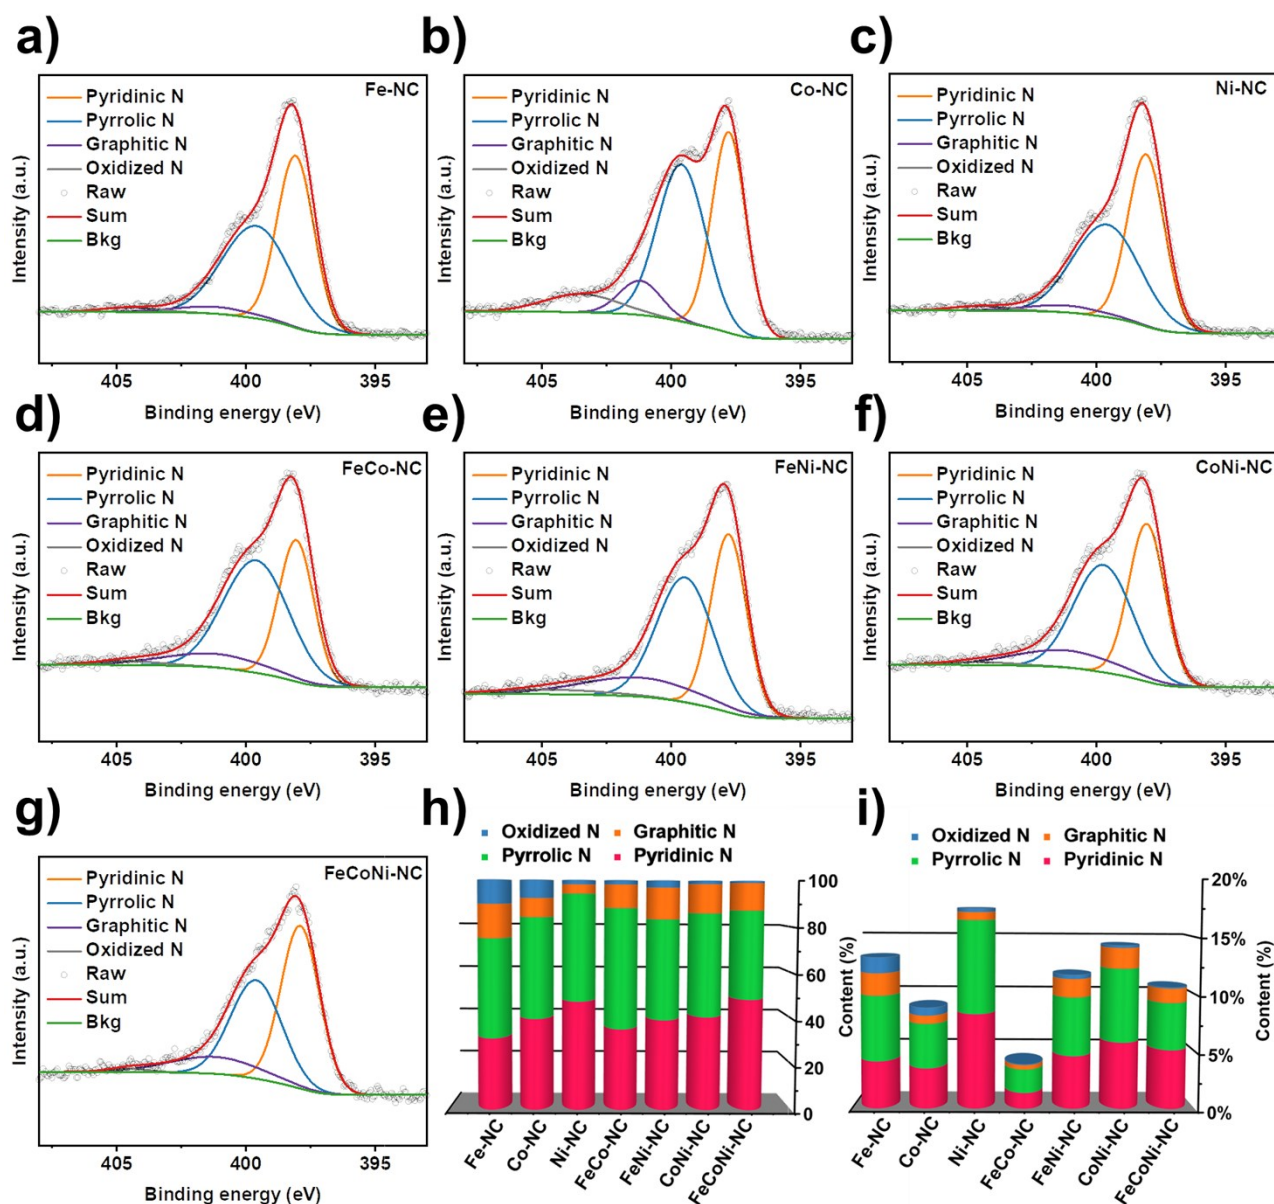 a)
Fe-NC
Pyridinic N
Pyrrolic N
Graphitic N
Oxidized N
Raw
Sum
Bkg
Intensity (a.u.)
405 400 395
Binding energy (eV)
b)
Co-NC
Pyridinic N
Pyrrolic N
Graphitic N
Oxidized N
Raw
Sum
Bkg
Intensity (a.u.)
405 400 395
Binding energy (eV)
c)
Ni-NC
Pyridinic N
Pyrrolic N
Graphitic N
Oxidized N
Raw
Sum
Bkg
Intensity (a.u.)
405 400 395
Binding energy (eV)
d)
FeCo-NC
Pyridinic N
Pyrrolic N
Graphitic N
Oxidized N
Raw
Sum
Bkg
Intensity (a.u.)
405 400 395
Binding energy (eV)
e)
FeNi-NC
Pyridinic N
Pyrrolic N
Graphitic N
Oxidized N
Raw
Sum
Bkg
Intensity (a.u.)
405 400 395
Binding energy (eV)
f)
CoNi-NC
Pyridinic N
Pyrrolic N
Graphitic N
Oxidized N
Raw
Sum
Bkg
Intensity (a.u.)
405 400 395
Binding energy (eV)
g)
FeCoNi-NC
Pyridinic N
Pyrrolic N
Graphitic N
Oxidized N
Raw
Sum
Bkg
Intensity (a.u.)
405 400 395
Binding energy (eV)
h)
Oxidized N Graphitic N
Pyrrolic N Pyridinic N
100
80
60
40
20
0
Content (%)
Fe-NC Co-NC Ni-NC FeCo-NC FeNi-NC CoNi-NC FeCoNi-NC
i)
Oxidized N Graphitic N
Pyrrolic N Pyridinic N
20%
15%
10%
5%
0%
Content (%)
Fe-NC Co-NC Ni-NC FeCo-NC FeNi-NC CoNi-NC FeCoNi-NC